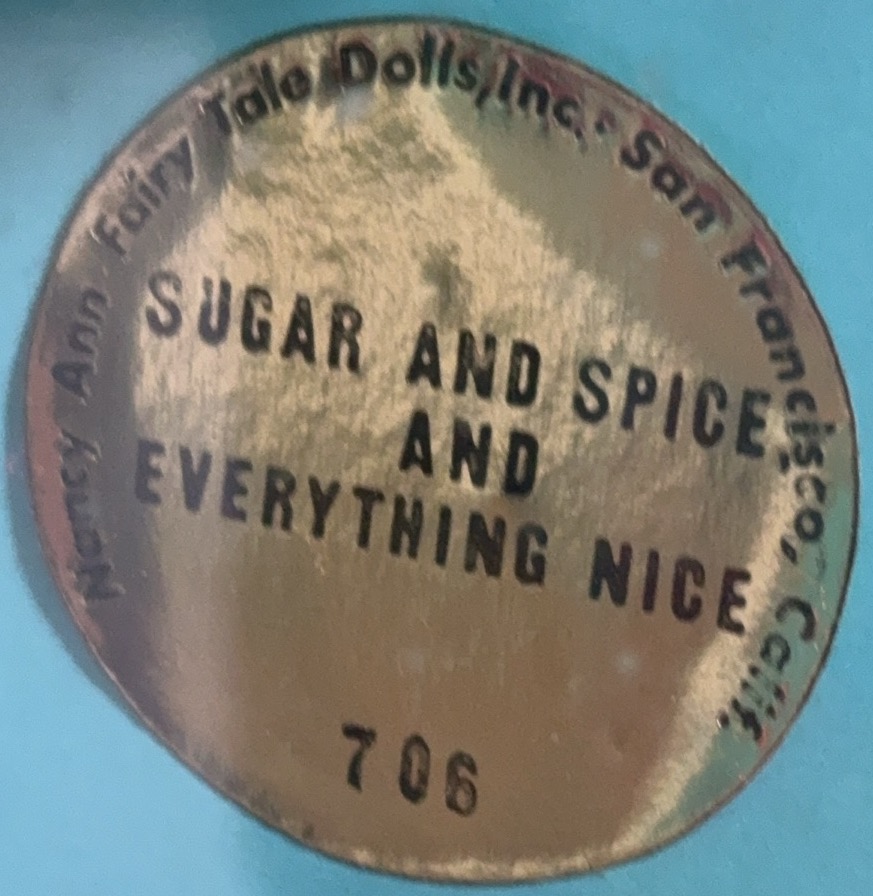 Nancy Ann Fairy Tale Dolls, Inc. · San Francisco, Calif.
SUGAR AND SPICE,
AND
EVERYTHING NICE
706